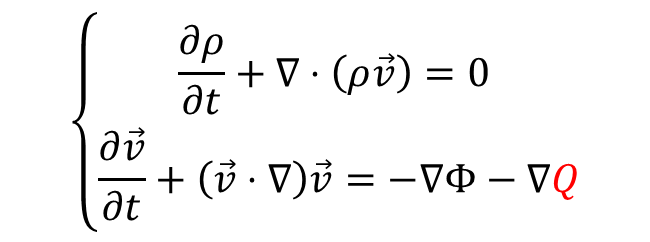 ∂ρ/∂t + ∇ · (ρv⃗) = 0
∂v⃗/∂t + (v⃗ · ∇)v⃗ = −∇Φ − ∇Q